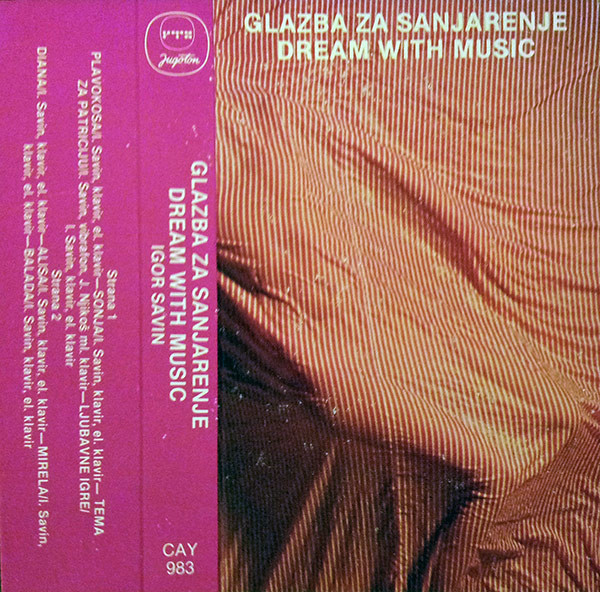 GLAZBA ZA SANJARENJE
DREAM WITH MUSIC
Jugoton
GLAZBA ZA SANJARENJE
DREAM WITH MUSIC
IGOR SAVIN
CAY
983
Strana 1
PLAVOKOSA/I. Savin, klavir, el. klavir—SONJA/I. Savin, klavir, el. klavir—TEMA
ZA PATRICIJU/I. Savin, vibrafon, J. Njikoš ml. klavir—LJUBAVNE IGRE/
I. Savin, klavir, el. klavir
Strana 2
DIANA/I. Savin, klavir, el. klavir—ALISA/I. Savin, klavir, el. klavir—MIRELA/I. Savin,
klavir, el. klavir—BALADA/I. Savin, klavir, el. klavir